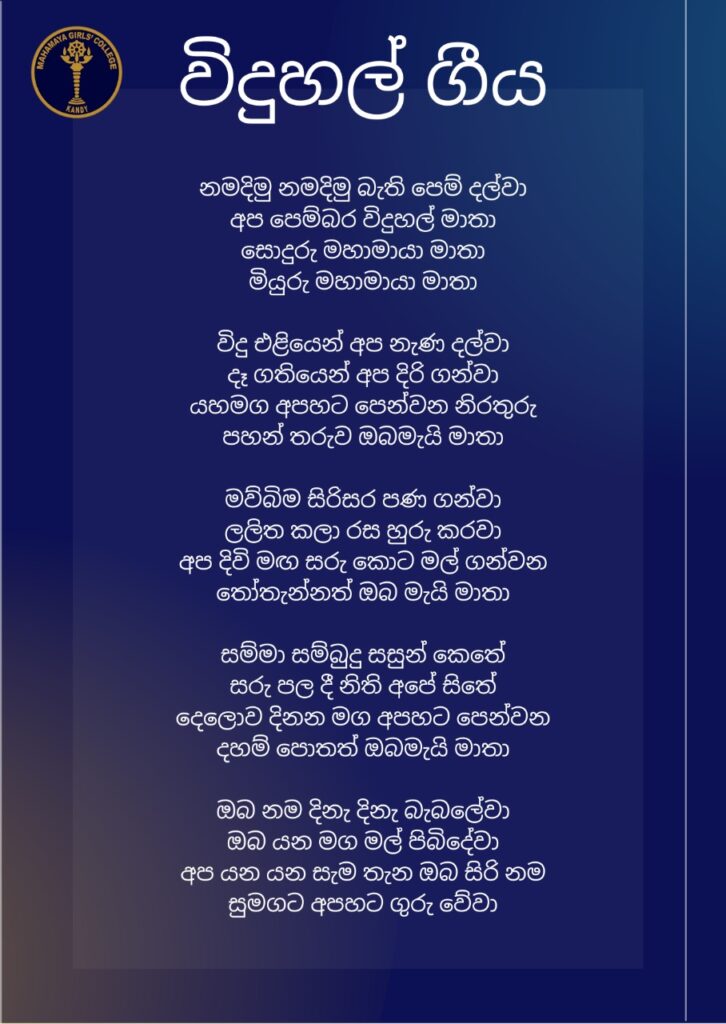 MAHAMAYA GIRLS' COLLEGE
KANDY
විදුහල් ගීය
නමදිමු නමදිමු බැති පෙම් දල්වා
අප පෙම්බර විදුහල් මාතා
සොදුරු මහාමායා මාතා
මියුරු මහාමායා මාතා
විදු එළියෙන් අප නැණ දල්වා
දෑ ගතියෙන් අප දිරි ගන්වා
යහමග අපහට පෙන්වන නිරතුරු
පහන් තරුව ඔබමැයි මාතා
මව්බිම සිරිසර පණ ගන්වා
ලලිත කලා රස හුරු කරවා
අප දිවි මඟ සරු කොට මල් ගන්වන
තෝතැන්නත් ඔබ මැයි මාතා
සම්මා සම්බුදු සසුන් කෙතේ
සරු පල දී නිති අපේ සිතේ
දෙලොව දිනන මග අපහට පෙන්වන
දහම් පොතත් ඔබමැයි මාතා
ඔබ නම දිනැ දිනැ බැබලේවා
ඔබ යන මග මල් පිබිදේවා
අප යන යන සැම තැන ඔබ සිරි නම
සුමගට අපහට ගුරු වේවා